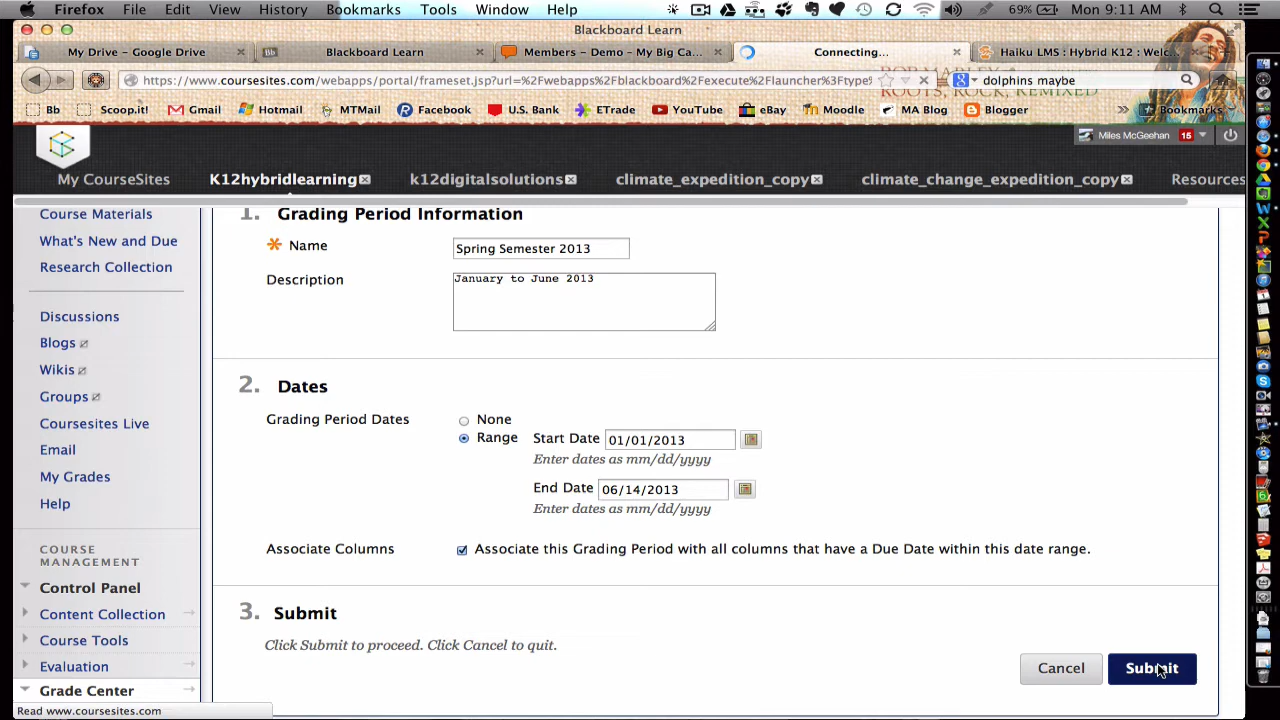 Firefox File Edit View History Bookmarks Tools Window Help 69% Mon 9:11 AM
Blackboard Learn
My Drive – Google Drive Bb Blackboard Learn Members – Demo – My Big Ca... Connecting... Haiku LMS : Hybrid K12 : Welc...
https://www.coursesites.com/webapps/portal/frameset.jsp?url=%2Fwebapps%2Fblackboard%2Fexecute%2Flauncher%3Ftype% dolphins maybe
ROOTS, ROCK, REMIXED
Bb Scoop.it! Gmail Hotmail MTMail Facebook U.S. Bank ETrade YouTube eBay Moodle MA Blog Blogger » Bookmarks
Miles McGeehan 15
My CourseSites K12hybridlearning k12digitalsolutions climate_expedition_copy climate_change_expedition_copy Resources
Course Materials
What's New and Due
Research Collection
Discussions
Blogs
Wikis
Groups
Coursesites Live
Email
My Grades
Help
COURSE
MANAGEMENT
Control Panel
Content Collection
Course Tools
Evaluation
Grade Center
1. Grading Period Information
Name Spring Semester 2013
Description January to June 2013
2. Dates
Grading Period Dates None
Range Start Date 01/01/2013
Enter dates as mm/dd/yyyy
End Date 06/14/2013
Enter dates as mm/dd/yyyy
Associate Columns Associate this Grading Period with all columns that have a Due Date within this date range.
3. Submit
Click Submit to proceed. Click Cancel to quit.
Cancel Submit
Read www.coursesites.com